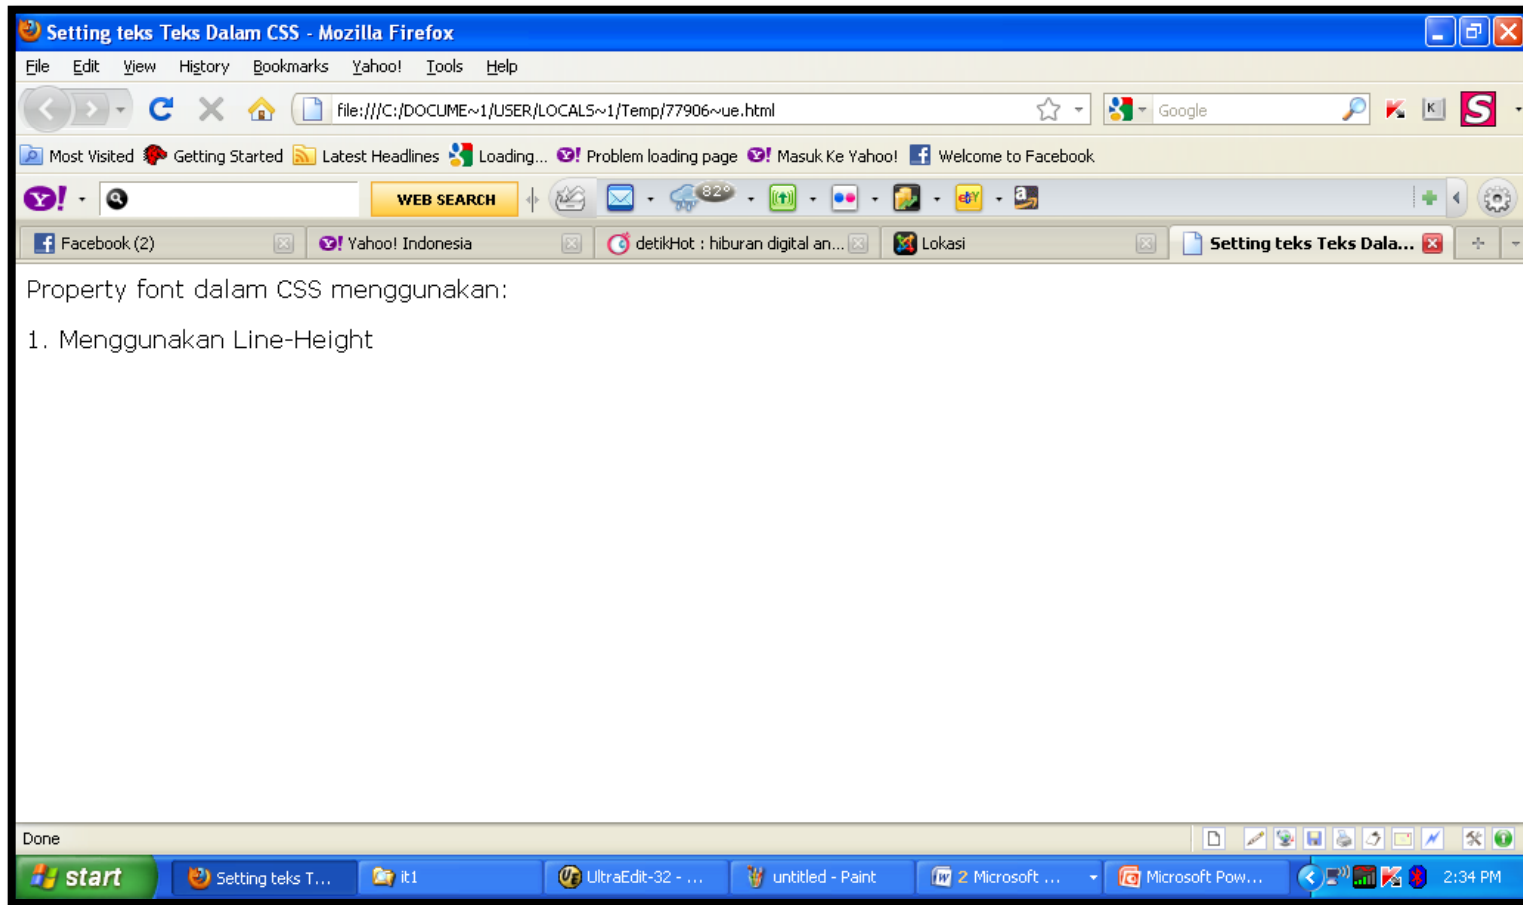 Setting teks Teks Dalam CSS - Mozilla Firefox
File Edit View History Bookmarks Yahoo! Tools Help
file:///C:/DOCUME~1/USER/LOCALS~1/Temp/77906~ue.html Google K S
Most Visited Getting Started Latest Headlines Loading... Problem loading page Masuk Ke Yahoo! Welcome to Facebook
Y! WEB SEARCH 82° ebY a
Facebook (2) Yahoo! Indonesia detikHot : hiburan digital an... Lokasi Setting teks Teks Dala...
Property font dalam CSS menggunakan:
1. Menggunakan Line-Height
Done
start Setting teks T... it1 UltraEdit-32 - ... untitled - Paint 2 Microsoft ... Microsoft Pow... 2:34 PM